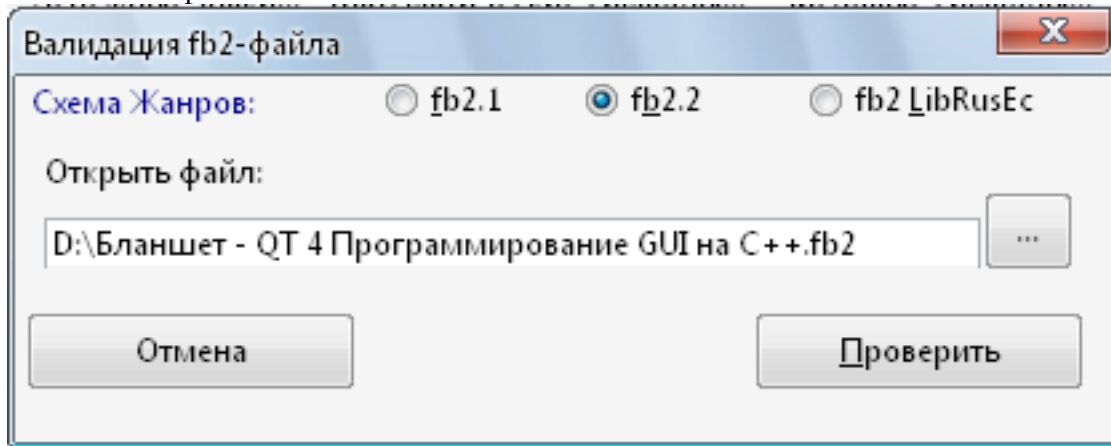 Валидация fb2-файла
Схема Жанров: fb2.1 fb2.2 fb2 LibRusEc
Открыть файл:
D:\Бланшет - QT 4 Программирование GUI на C++.fb2 ...
Отмена Проверить